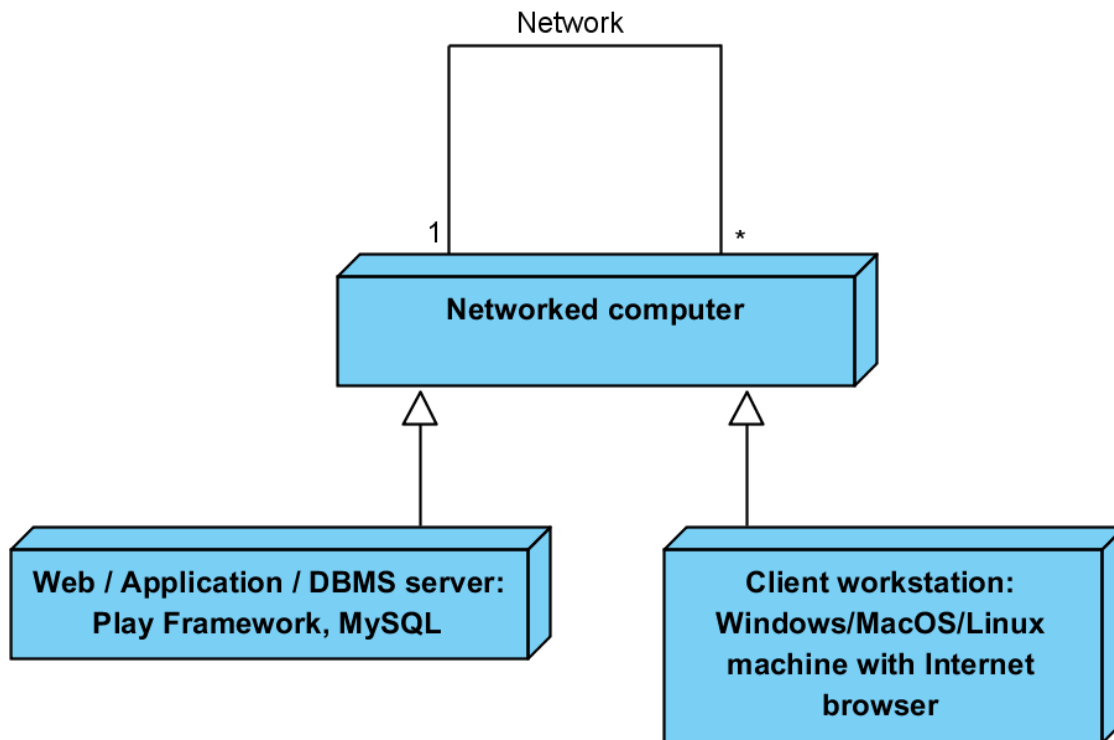 Network
1
*
Networked computer
Web / Application / DBMS server:
Play Framework, MySQL
Client workstation:
Windows/MacOS/Linux
machine with Internet
browser